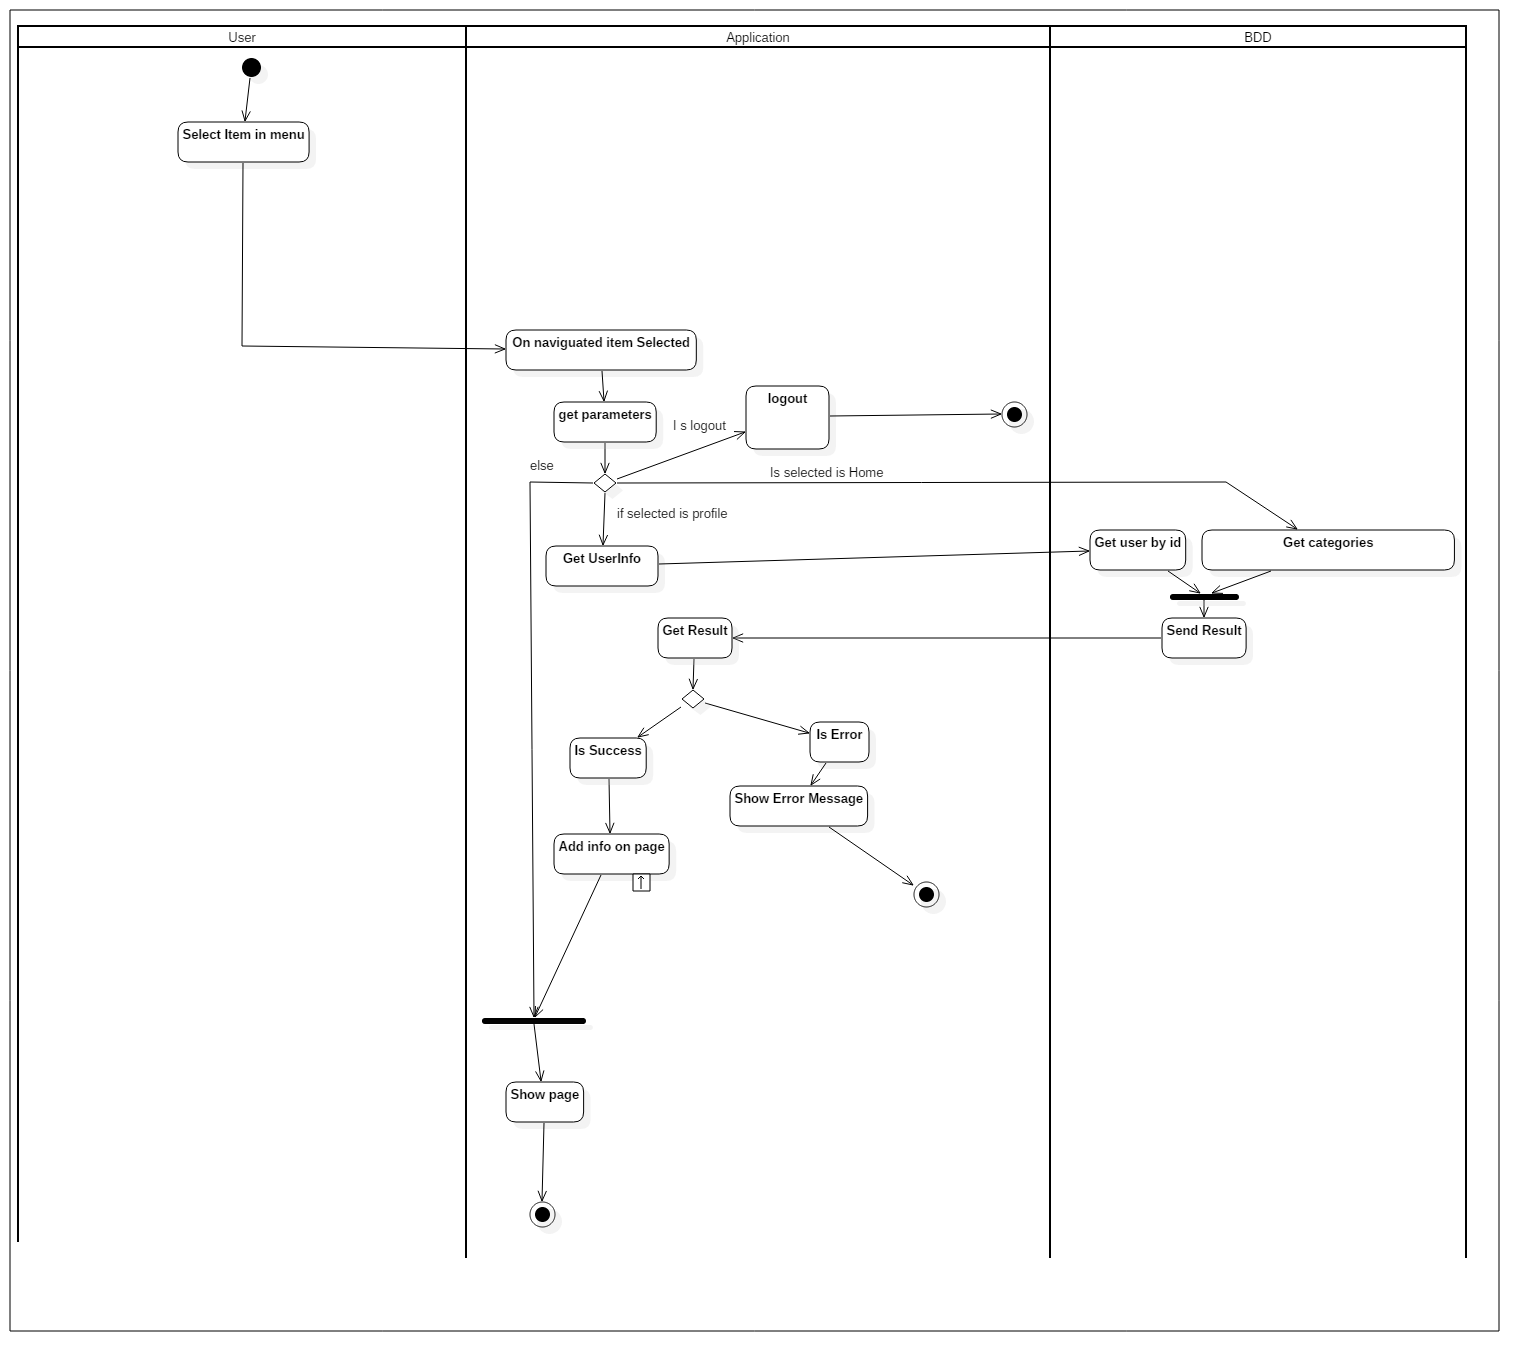 User
Application
BDD
Select Item in menu
On naviguated item Selected
get parameters
logout
I s logout
else
Is selected is Home
if selected is profile
Get UserInfo
Get user by id
Get categories
Get Result
Send Result
Is Success
Is Error
Show Error Message
Add info on page
Show page